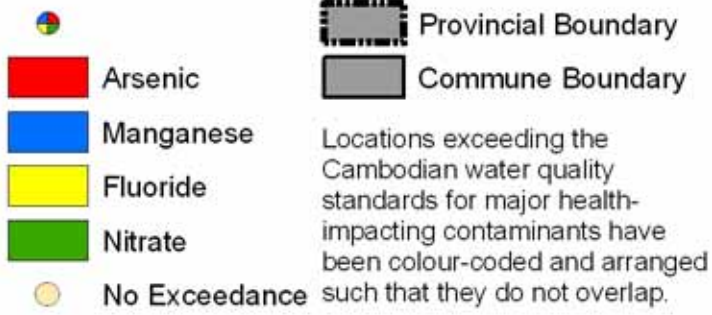 Provincial Boundary
Arsenic
Commune Boundary
Manganese
Fluoride
Nitrate
No Exceedance
Locations exceeding the
Cambodian water quality
standards for major health-
impacting contaminants have
been colour-coded and arranged
such that they do not overlap.